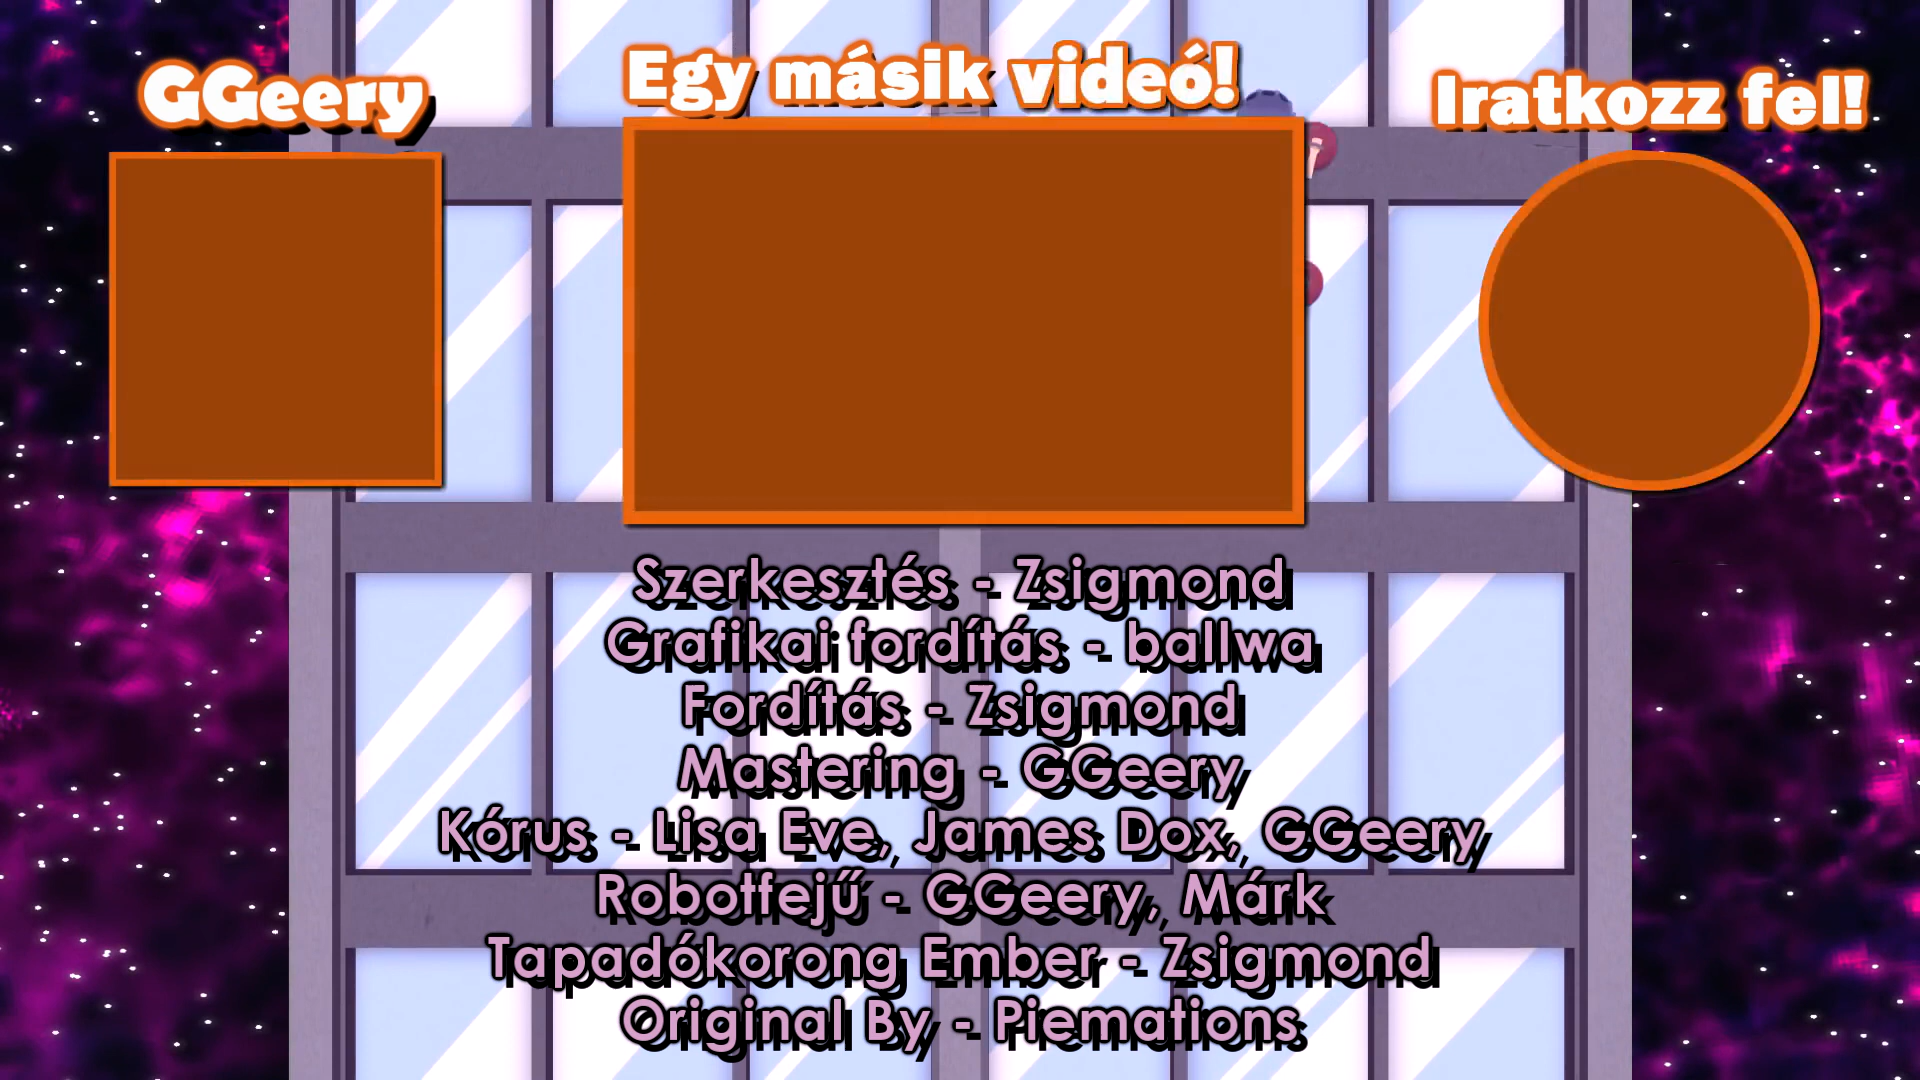 GGeery
Egy másik videó!
Iratkozz fel!
Szerkesztés - Zsigmond
Grafikai fordítás - ballwa
Fordítás - Zsigmond
Mastering - GGeery
Kórus - Lisa Eve, James Dox, GGeery
Robotfejű - GGeery, Márk
Tapadókorong Ember - Zsigmond
Original By - Piemations